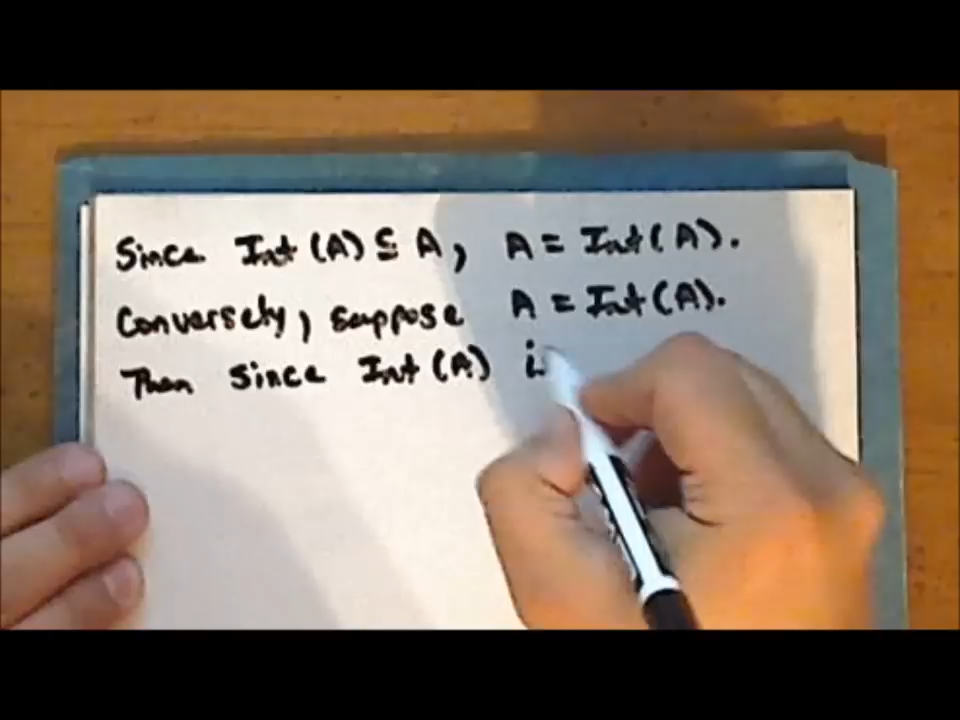 Since Int(A) ⊆ A, A = Int(A).
Conversely, suppose A = Int(A).
Then since Int(A) i